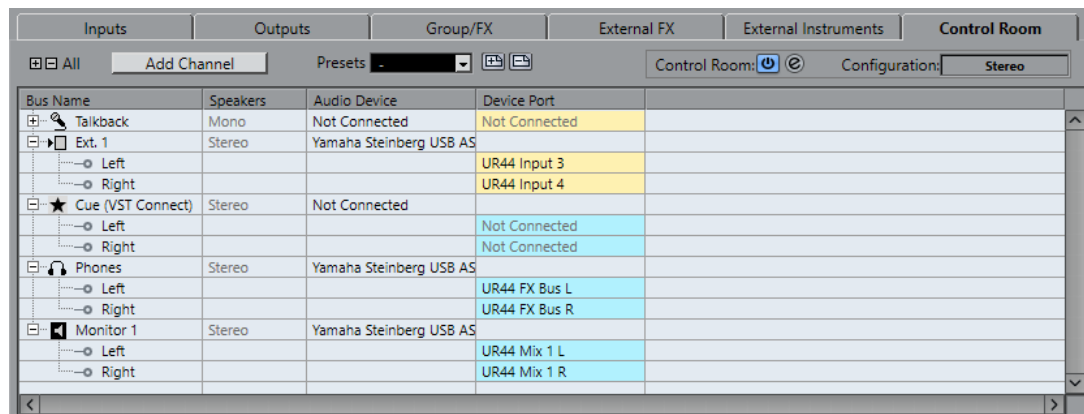 Inputs Outputs Group/FX External FX External Instruments Control Room
All Add Channel Presets - Control Room: e Configuration: Stereo
Bus Name Speakers Audio Device Device Port
Talkback Mono Not Connected Not Connected
Ext. 1 Stereo Yamaha Steinberg USB AS
Left UR44 Input 3
Right UR44 Input 4
Cue (VST Connect) Stereo Not Connected
Left Not Connected
Right Not Connected
Phones Stereo Yamaha Steinberg USB AS
Left UR44 FX Bus L
Right UR44 FX Bus R
Monitor 1 Stereo Yamaha Steinberg USB AS
Left UR44 Mix 1 L
Right UR44 Mix 1 R